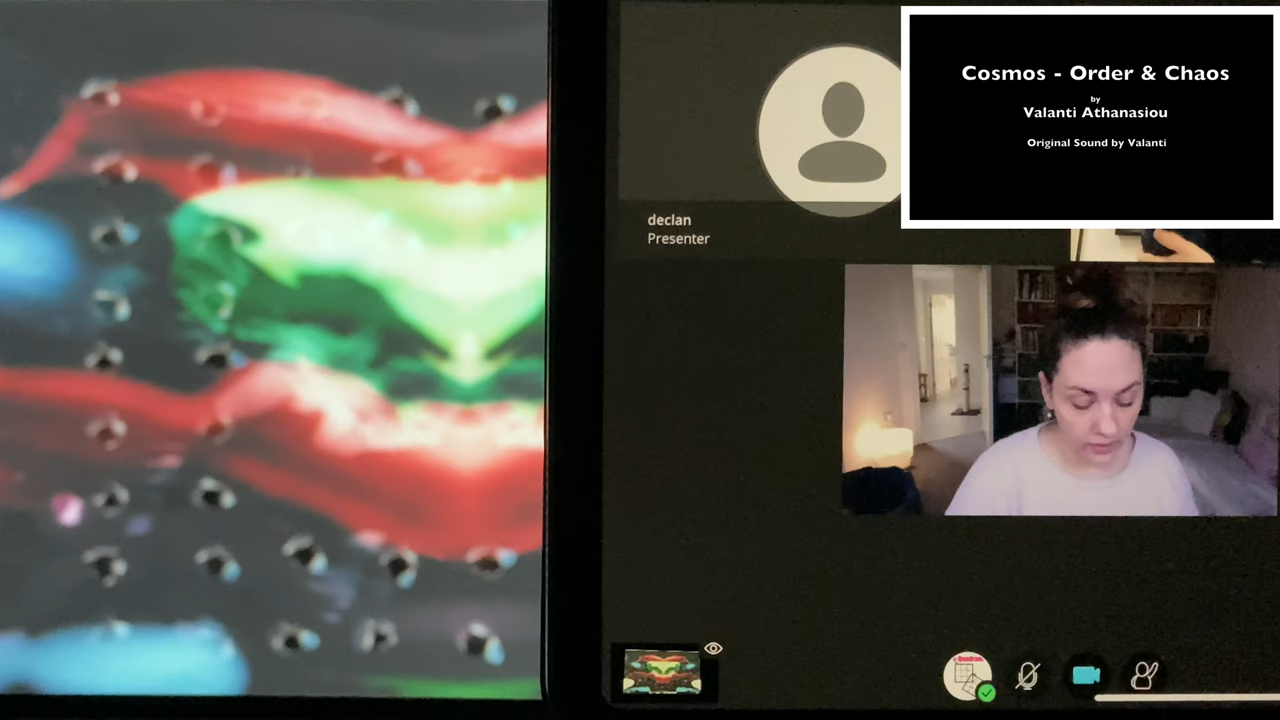 Cosmos - Order & Chaos
by
Valanti Athanasiou
Original Sound by Valanti
declan
Presenter